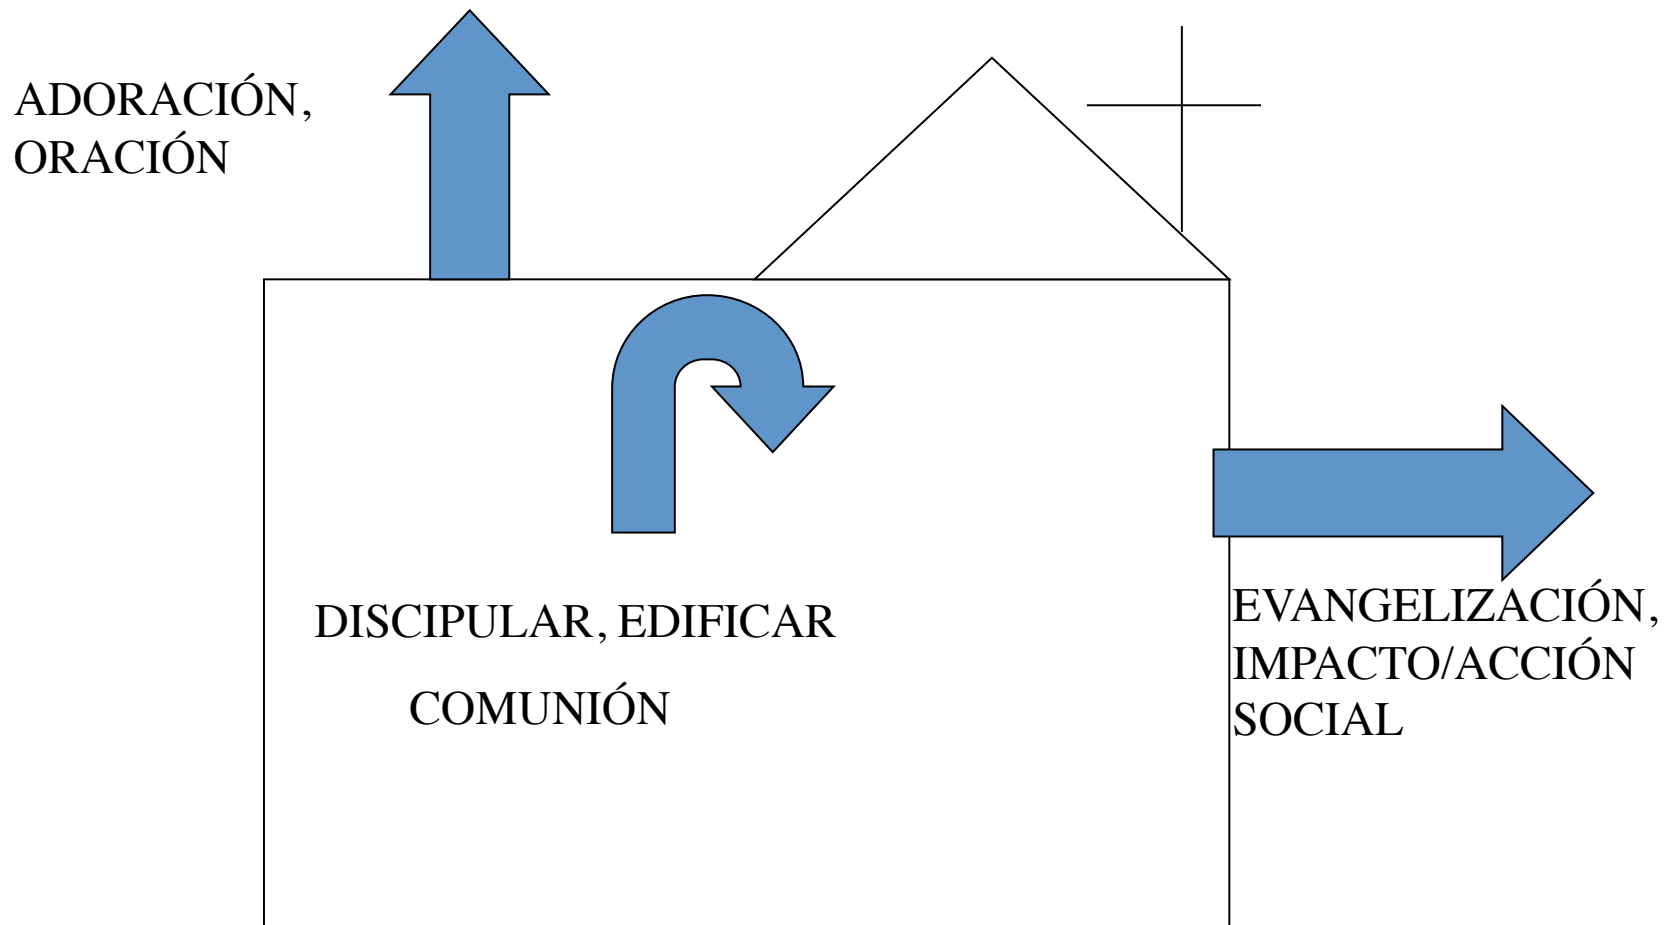 ADORACIÓN,
ORACIÓN
DISCIPULAR, EDIFICAR
COMUNIÓN
EVANGELIZACIÓN,
IMPACTO/ACCIÓN
SOCIAL